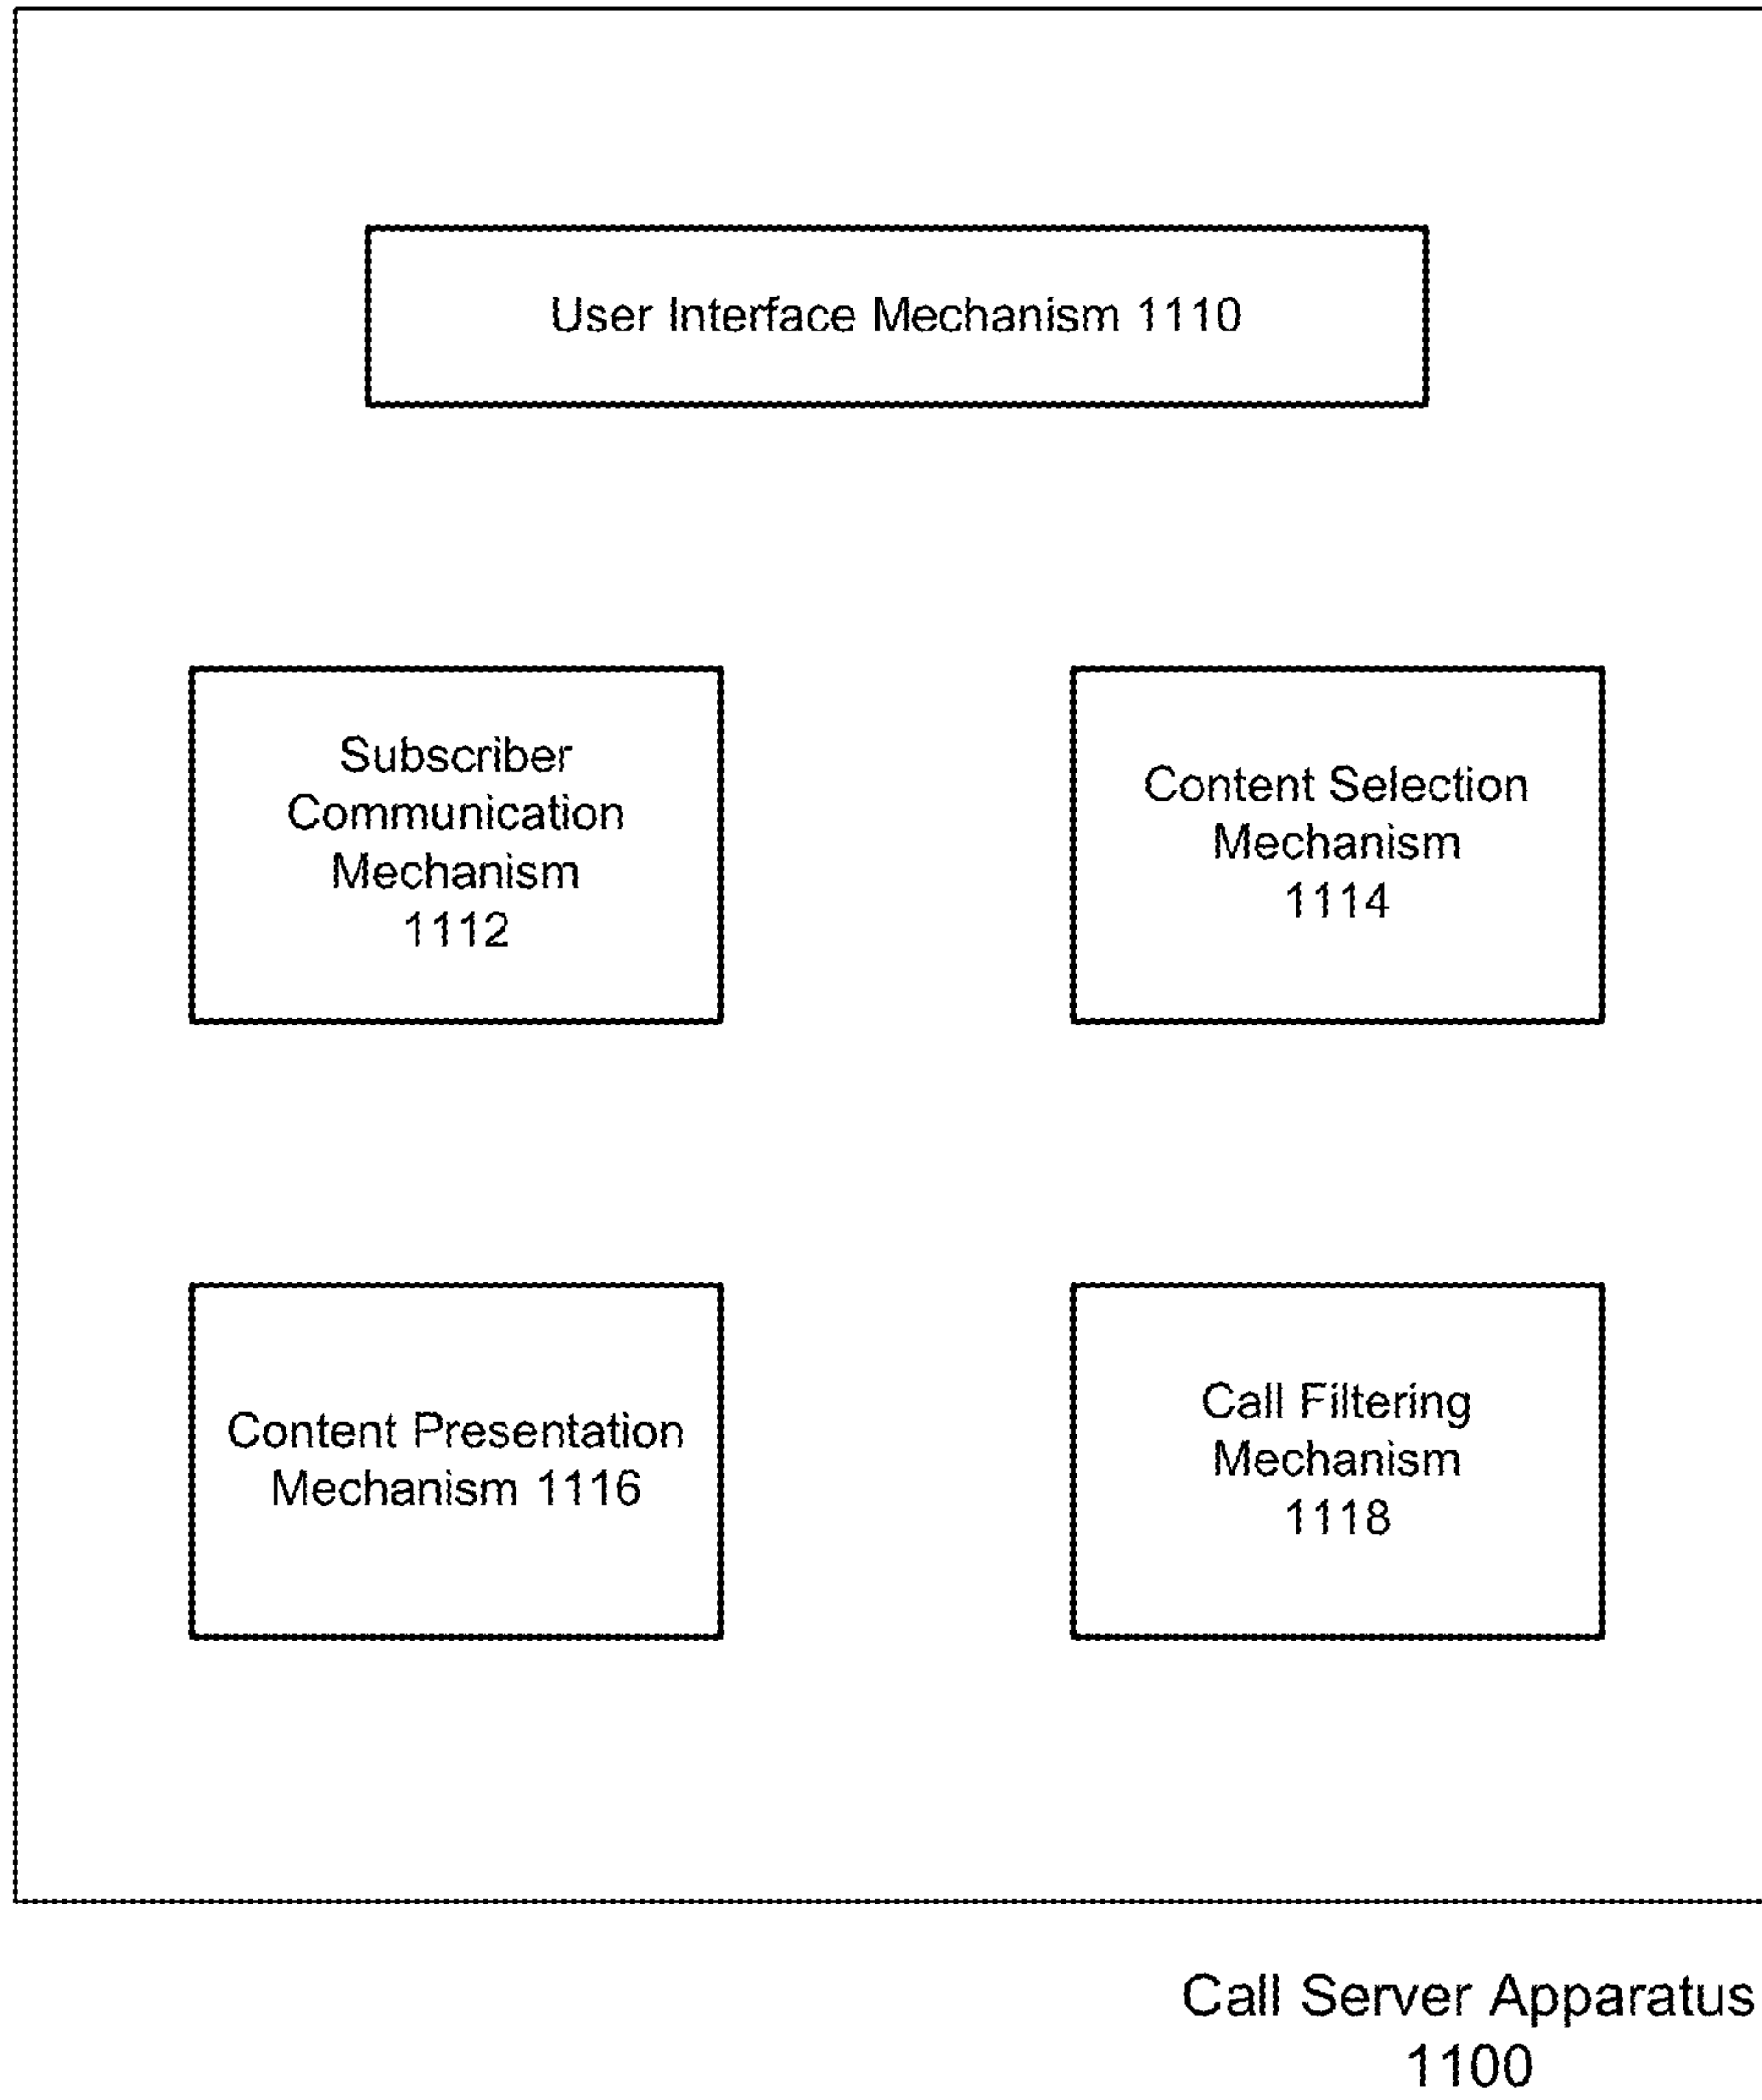 User Interface Mechanism 1110
Subscriber
Communication
Mechanism
1112
Content Selection
Mechanism
1114
Content Presentation
Mechanism 1116
Call Filtering
Mechanism
1118
Call Server Apparatus
1100